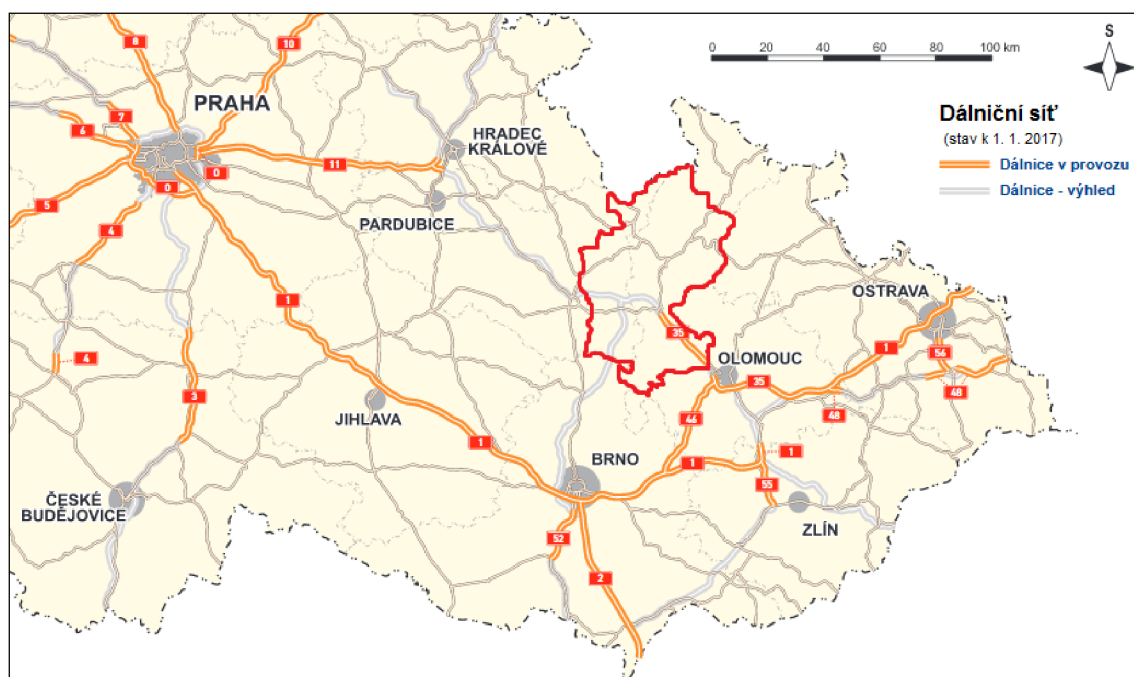 8
10
S
0 20 40 60 80 100 km
PRAHA
7
6
Dálniční síť
(stav k 1. 1. 2017)
Dálnice v provozu
Dálnice - výhled
HRADEC
KRÁLOVÉ
11
0
0
5
PARDUBICE
4
1
OSTRAVA
35
1
56
4
OLOMOUC
35
48
3
48
JIHLAVA
46
1
BRNO
1
1
55
ČESKÉ
BUDĚJOVICE
ZLÍN
52
2